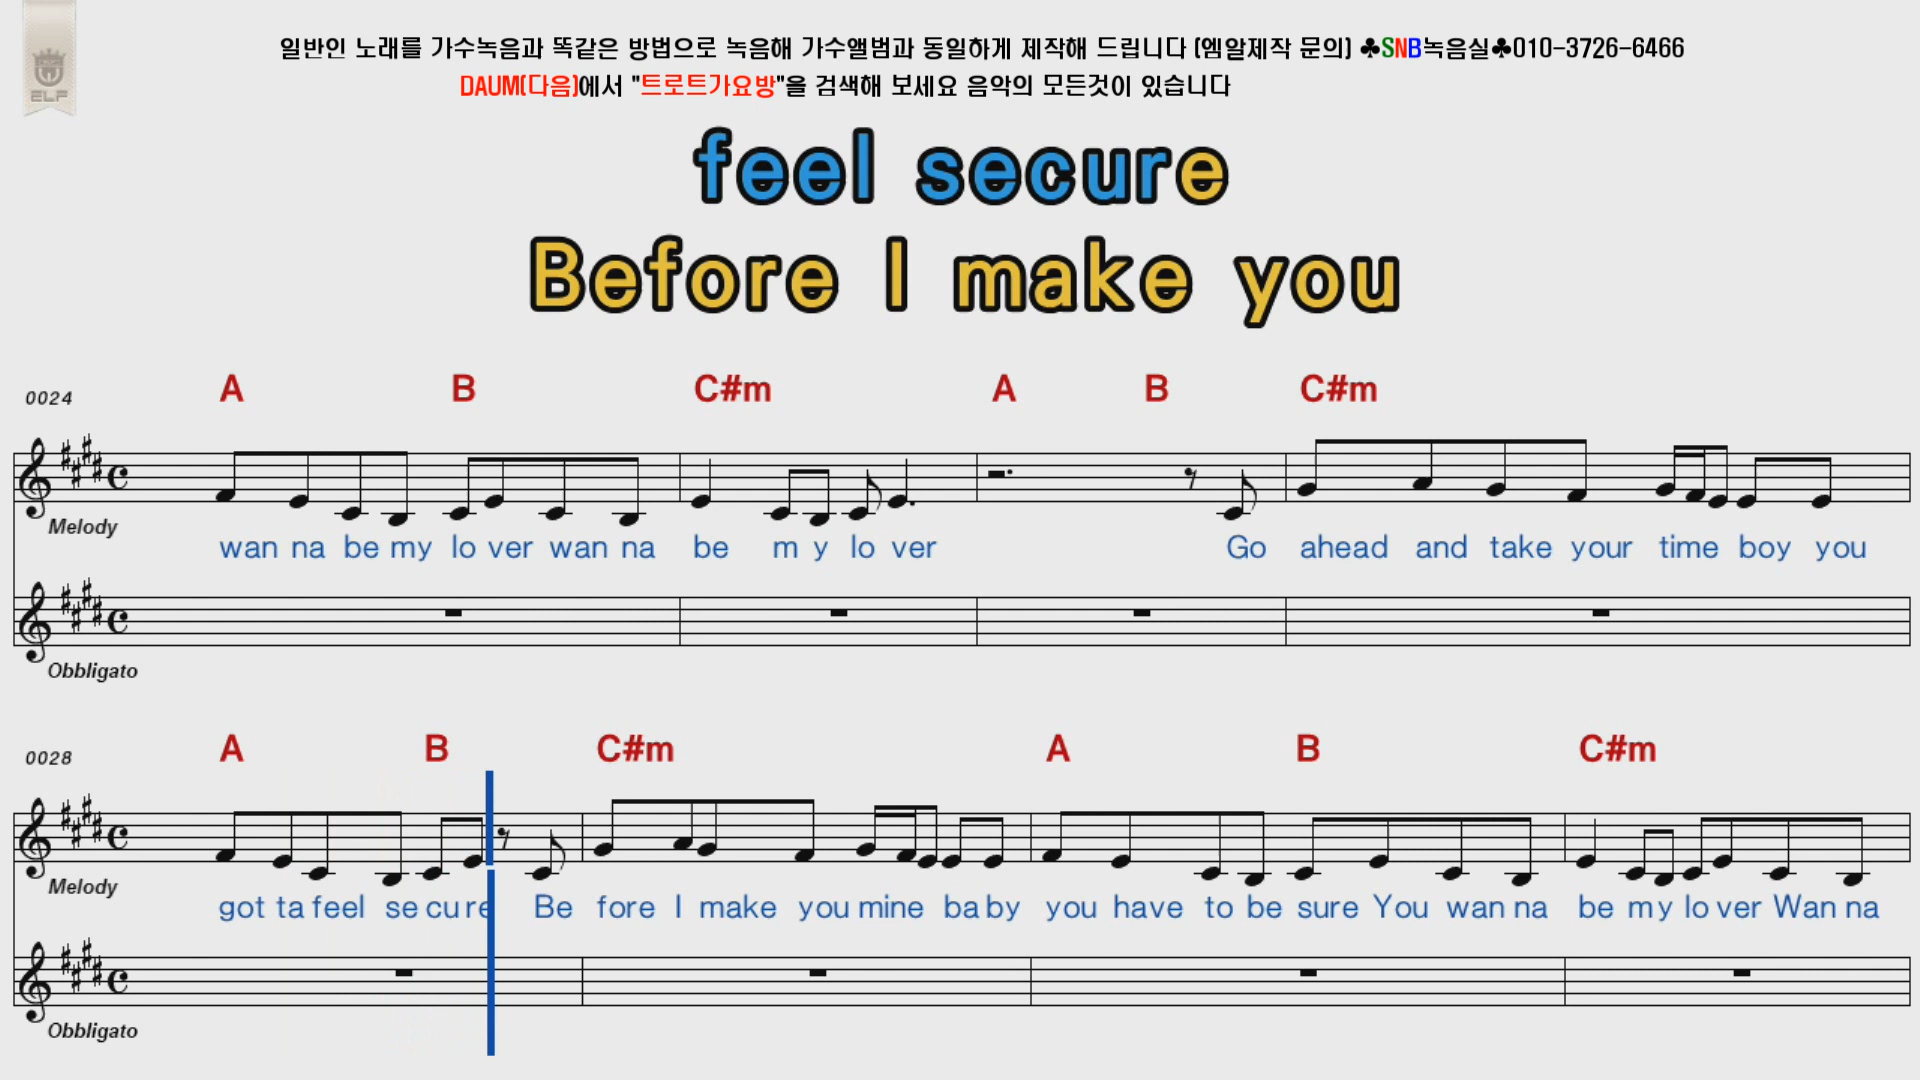 일반인 노래를 가수녹음과 똑같은 방법으로 녹음해 가수앨범과 동일하게 제작해 드립니다 (엠알제작 문의) ♣SNB녹음실♣010-3726-6466
DAUM(다음)에서 "트로트가요방"을 검색해 보세요 음악의 모든것이 있습니다
ELF
feel secure
Before I make you
0024 A B C#m A B C#m
Melody
wan na be my lo ver wan na be m y lo ver Go ahead and take your time boy you
Obbligato
0028 A B C#m A B C#m
Melody
got ta feel se cu re Be fore I make you mine ba by you have to be sure You wan na be my lo ver Wan na
Obbligato